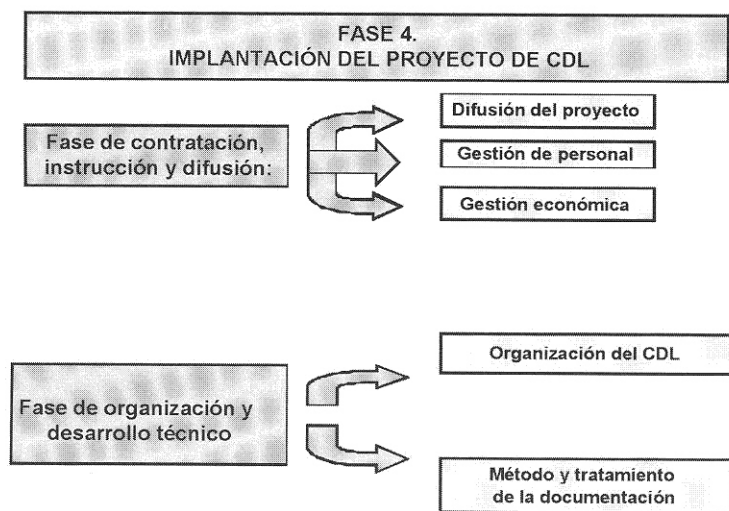 FASE 4.
IMPLANTACIÓN DEL PROYECTO DE CDL
Fase de contratación,
instrucción y difusión:
Difusión del proyecto
Gestión de personal
Gestión económica
Fase de organización y
desarrollo técnico
Organización del CDL
Método y tratamiento
de la documentación